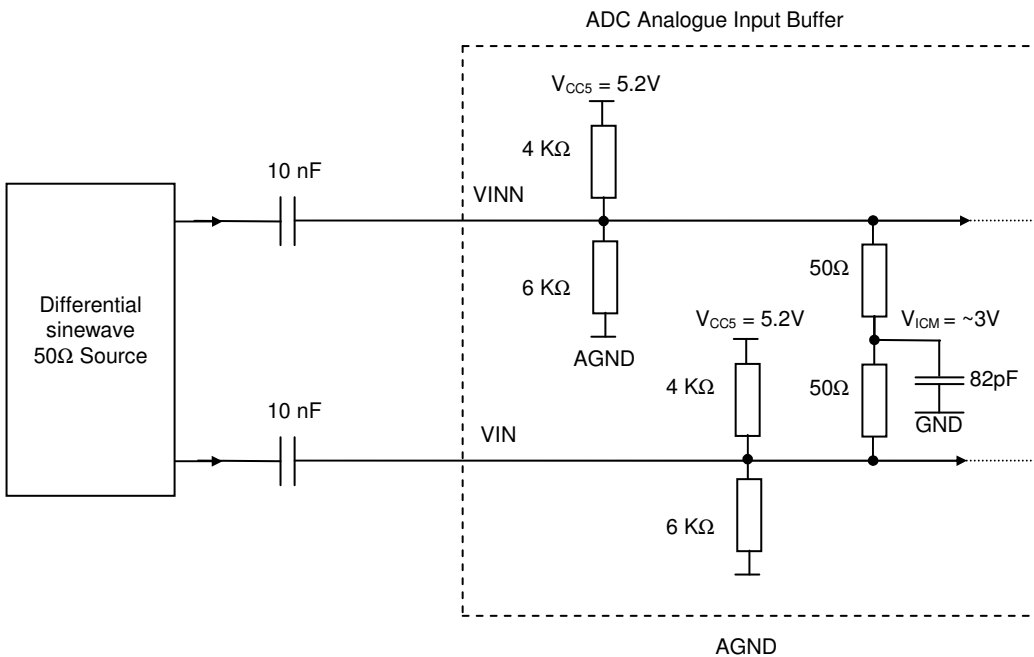 ADC Analogue Input Buffer
V_CC5 = 5.2V
4 KΩ
10 nF
VINN
6 KΩ
50Ω
Differential
sinewave
50Ω Source
V_CC5 = 5.2V
V_ICM = ~3V
AGND
4 KΩ
50Ω
82pF
10 nF
GND
VIN
6 KΩ
AGND